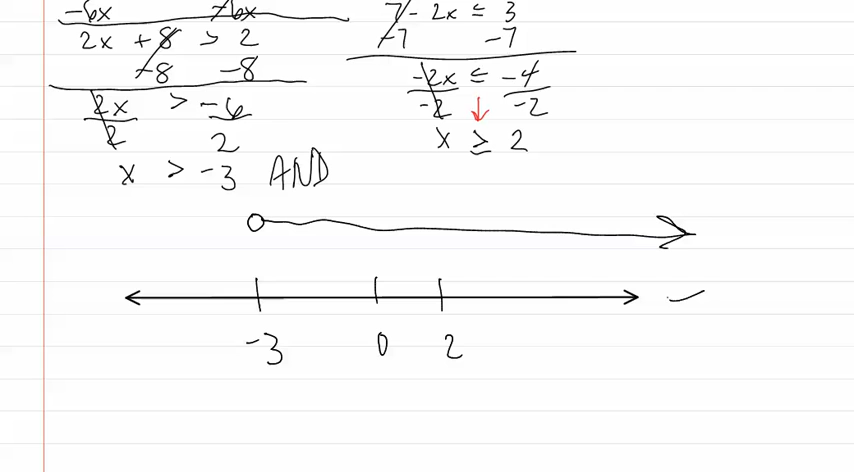 -6x -6x
2x + 8 > 2
-8 -8
2x > -6
2 2
x > -3 AND
7 - 2x ≤ 3
-7 -7
-2x ≤ -4
-2 -2
x ≥ 2
-3 0 2